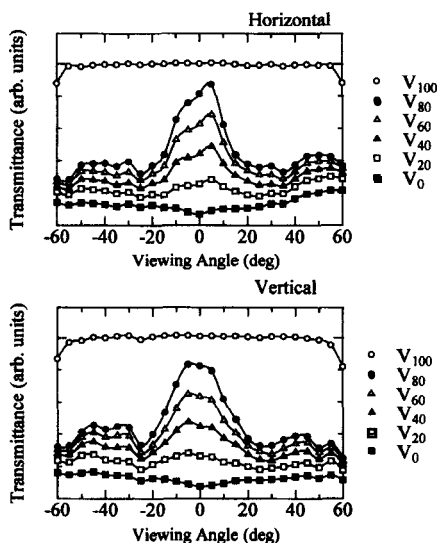 Horizontal
Transmittance (arb. units)
V100
V80
V60
V40
V20
V0
-60 -40 -20 0 20 40 60
Viewing Angle (deg)
Vertical
Transmittance (arb. units)
V100
V80
V60
V40
V20
V0
-60 -40 -20 0 20 40 60
Viewing Angle (deg)